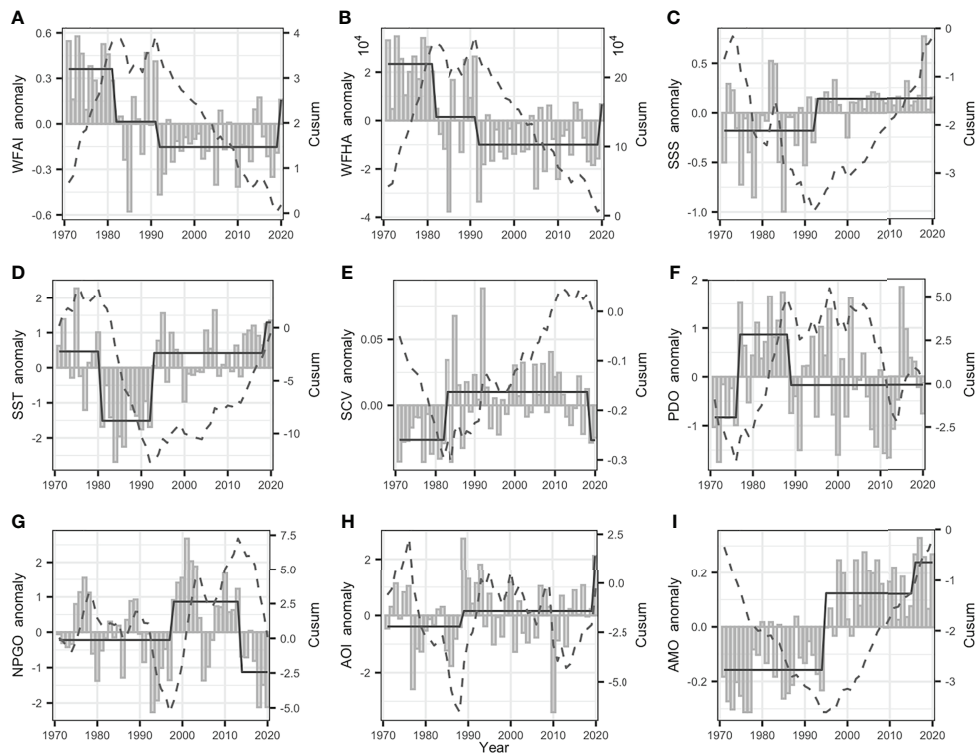 A
WFAI anomaly
0.6
0.3
0.0
-0.3
-0.6
4
3
2
1
0
Cusum
1970 1980 1990 2000 2010 2020
B
WFHA anomaly
10⁴
2
0
-2
-4
10⁴
20
10
0
Cusum
1970 1980 1990 2000 2010 2020
C
SSS anomaly
0.5
0.0
-0.5
-1.0
0
-1
-2
-3
Cusum
1970 1980 1990 2000 2010 2020
D
SST anomaly
2
1
0
-1
-2
0
-5
-10
Cusum
1970 1980 1990 2000 2010 2020
E
SCV anomaly
0.05
0.00
0.0
-0.1
-0.2
-0.3
Cusum
1970 1980 1990 2000 2010 2020
F
PDO anomaly
2
1
0
-1
5.0
2.5
0.0
-2.5
Cusum
1970 1980 1990 2000 2010 2020
G
NPGO anomaly
2
1
0
-1
-2
7.5
5.0
2.5
0.0
-2.5
-5.0
Cusum
1970 1980 1990 2000 2010 2020
H
AOI anomaly
2
0
-2
2.5
0.0
-2.5
-5.0
Cusum
1970 1980 1990 2000 2010 2020
Year
I
AMO anomaly
0.2
0.0
-0.2
0
-1
-2
-3
Cusum
1970 1980 1990 2000 2010 2020